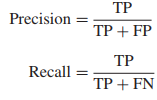 Precision = TP / TP + FP
Recall = TP / TP + FN